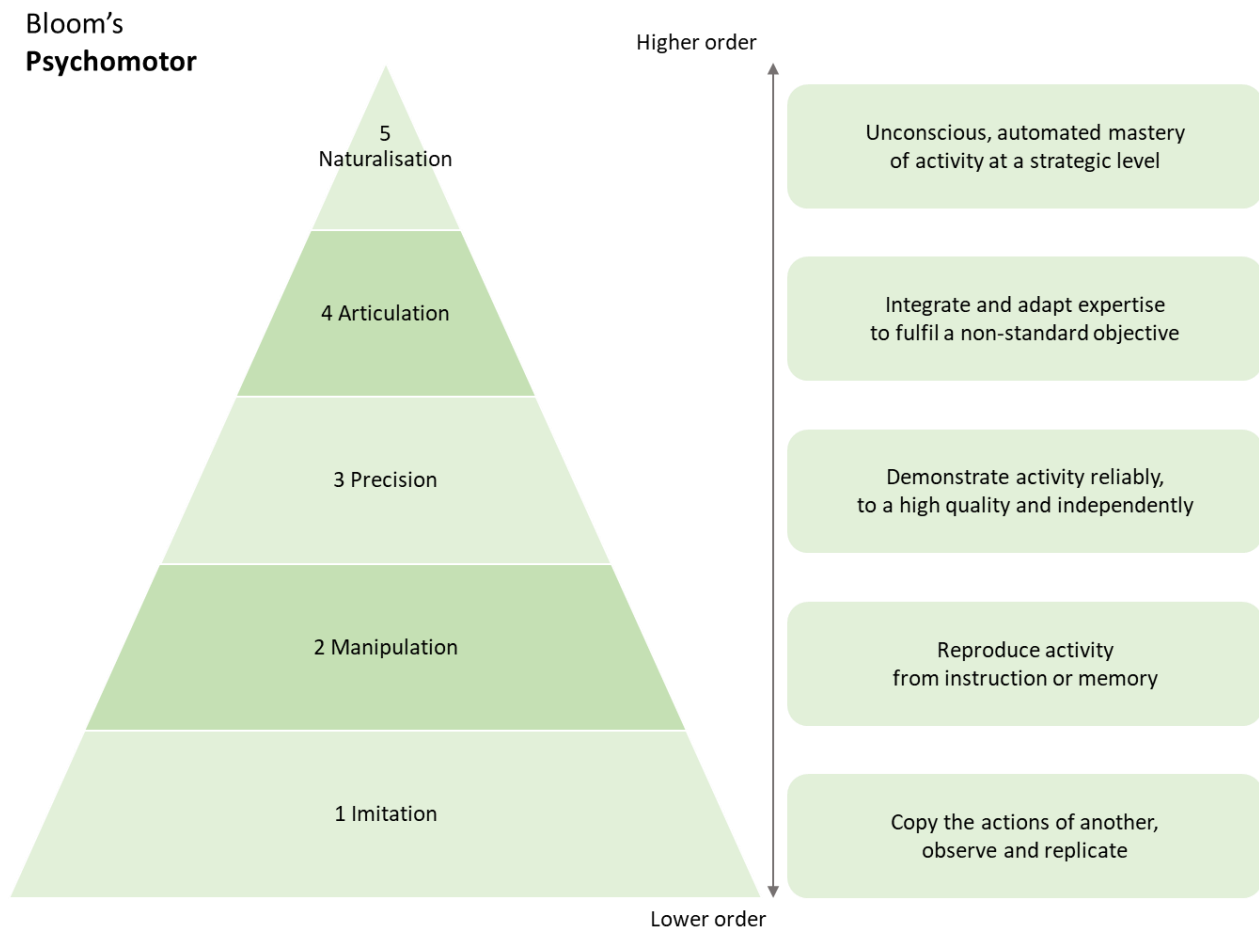 Bloom's
Psychomotor
Higher order
5
Naturalisation
Unconscious, automated mastery
of activity at a strategic level
4 Articulation
Integrate and adapt expertise
to fulfil a non-standard objective
3 Precision
Demonstrate activity reliably,
to a high quality and independently
2 Manipulation
Reproduce activity
from instruction or memory
1 Imitation
Copy the actions of another,
observe and replicate
Lower order